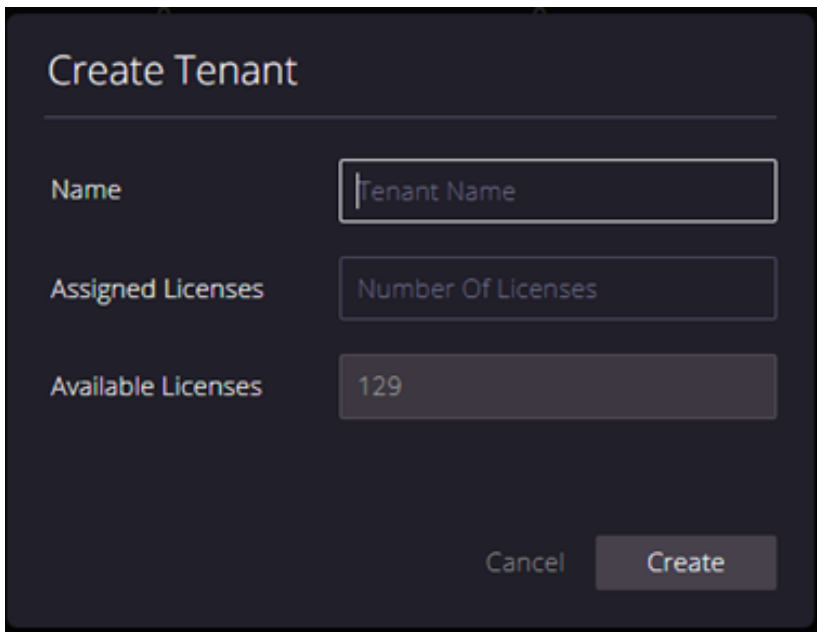 Create Tenant
Name
Tenant Name
Assigned Licenses
Number Of Licenses
Available Licenses
129
Cancel
Create